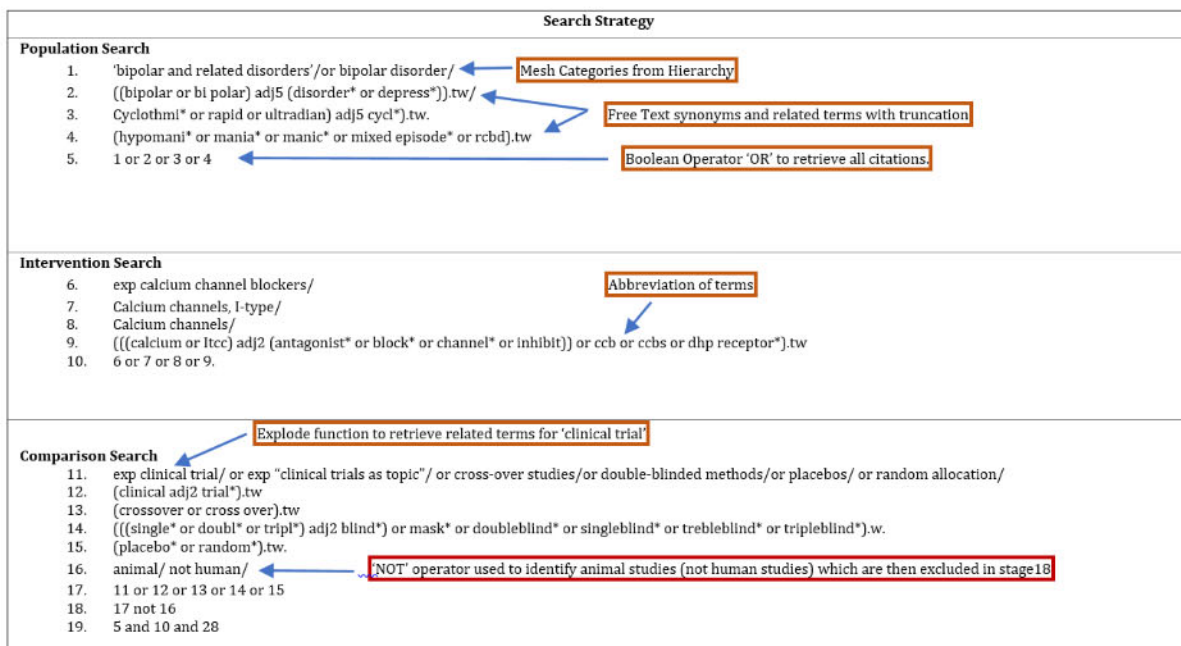 Search Strategy
Population Search
1. 'bipolar and related disorders'/or bipolar disorder/ Mesh Categories from Hierarchy
2. ((bipolar or bi polar) adj5 (disorder* or depress*)).tw/
3. Cyclothmi* or rapid or ultradian) adj5 cycl*).tw. Free Text synonyms and related terms with truncation
4. (hypomani* or mania* or manic* or mixed episode* or rcbd).tw
5. 1 or 2 or 3 or 4 Boolean Operator 'OR' to retrieve all citations.
Intervention Search
6. exp calcium channel blockers/ Abbreviation of terms
7. Calcium channels, I-type/
8. Calcium channels/
9. (((calcium or Itcc) adj2 (antagonist* or block* or channel* or inhibit)) or ccb or ccbs or dhp receptor*).tw
10. 6 or 7 or 8 or 9.
Explode function to retrieve related terms for 'clinical trial'
Comparison Search
11. exp clinical trial/ or exp "clinical trials as topic"/ or cross-over studies/or double-blinded methods/or placebos/ or random allocation/
12. (clinical adj2 trial*).tw
13. (crossover or cross over).tw
14. (((single* or doubl* or tripl*) adj2 blind*) or mask* or doubleblind* or singleblind* or trebleblind* or tripleblind*).w.
15. (placebo* or random*).tw.
16. animal/ not human/ 'NOT' operator used to identify animal studies (not human studies) which are then excluded in stage18
17. 11 or 12 or 13 or 14 or 15
18. 17 not 16
19. 5 and 10 and 28